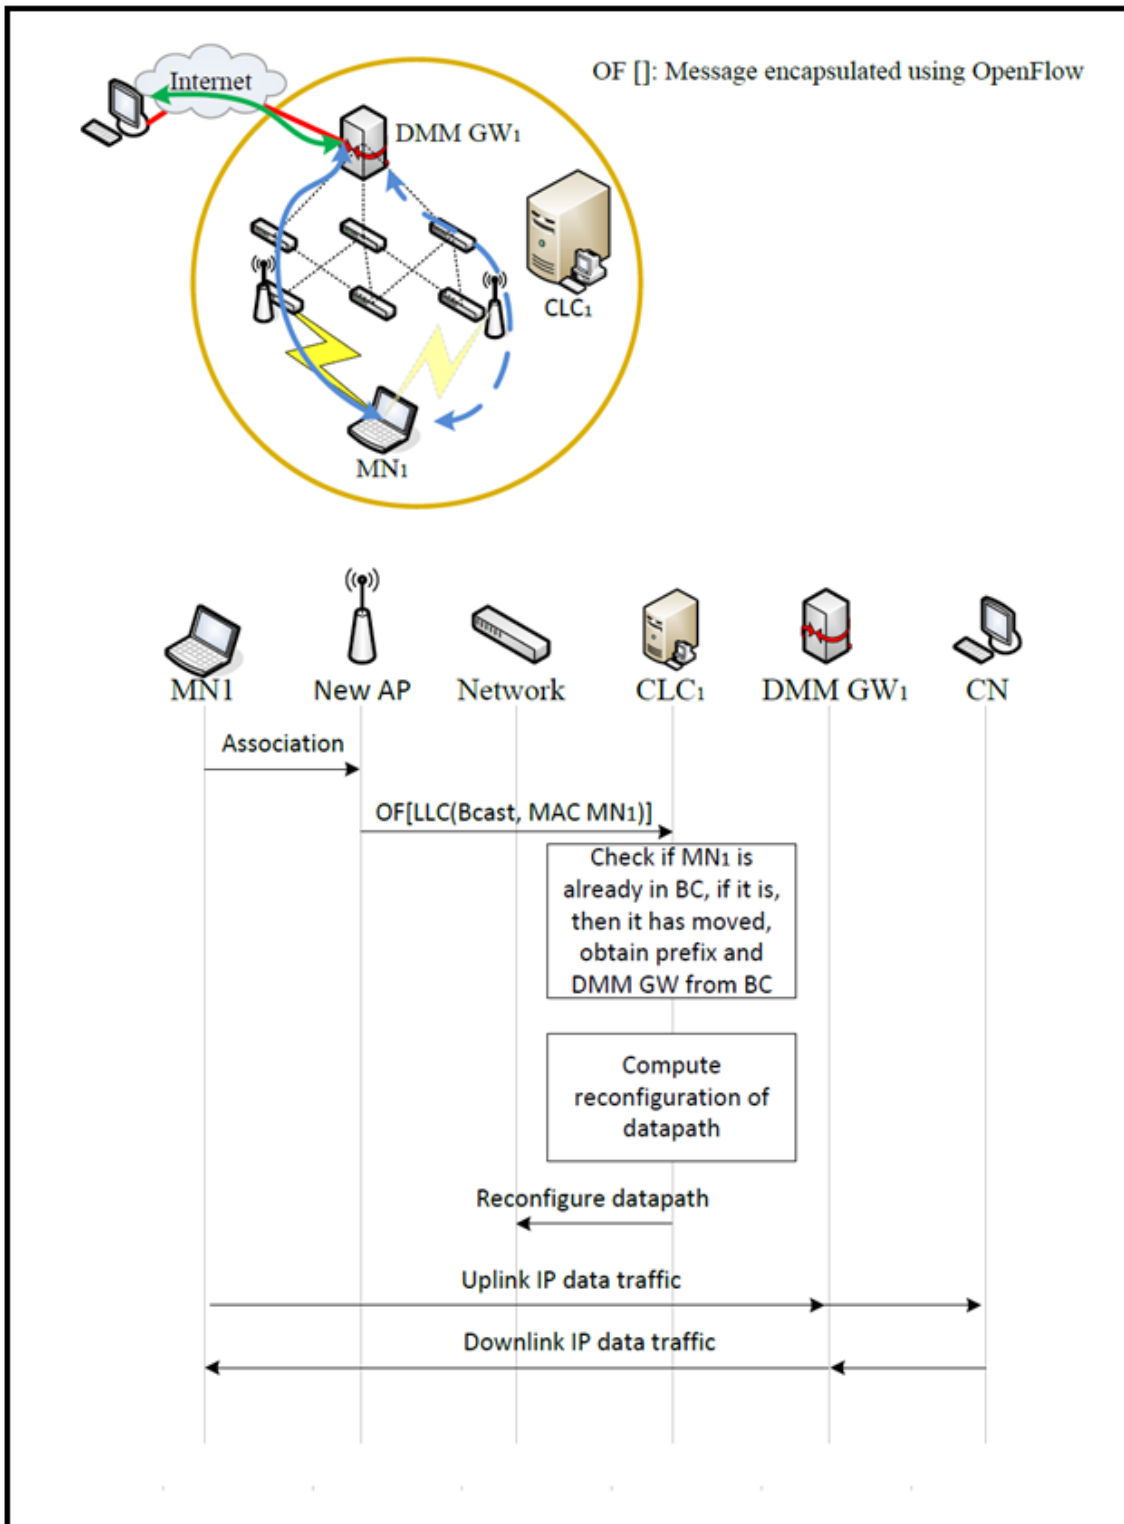 Internet
OF []: Message encapsulated using OpenFlow
DMM GW1
CLC1
MN1
MN1
New AP
Network
CLC1
DMM GW1
CN
Association
OF[LLC(Bcast, MAC MN1)]
Check if MN1 is
already in BC, if it is,
then it has moved,
obtain prefix and
DMM GW from BC
Compute
reconfiguration of
datapath
Reconfigure datapath
Uplink IP data traffic
Downlink IP data traffic